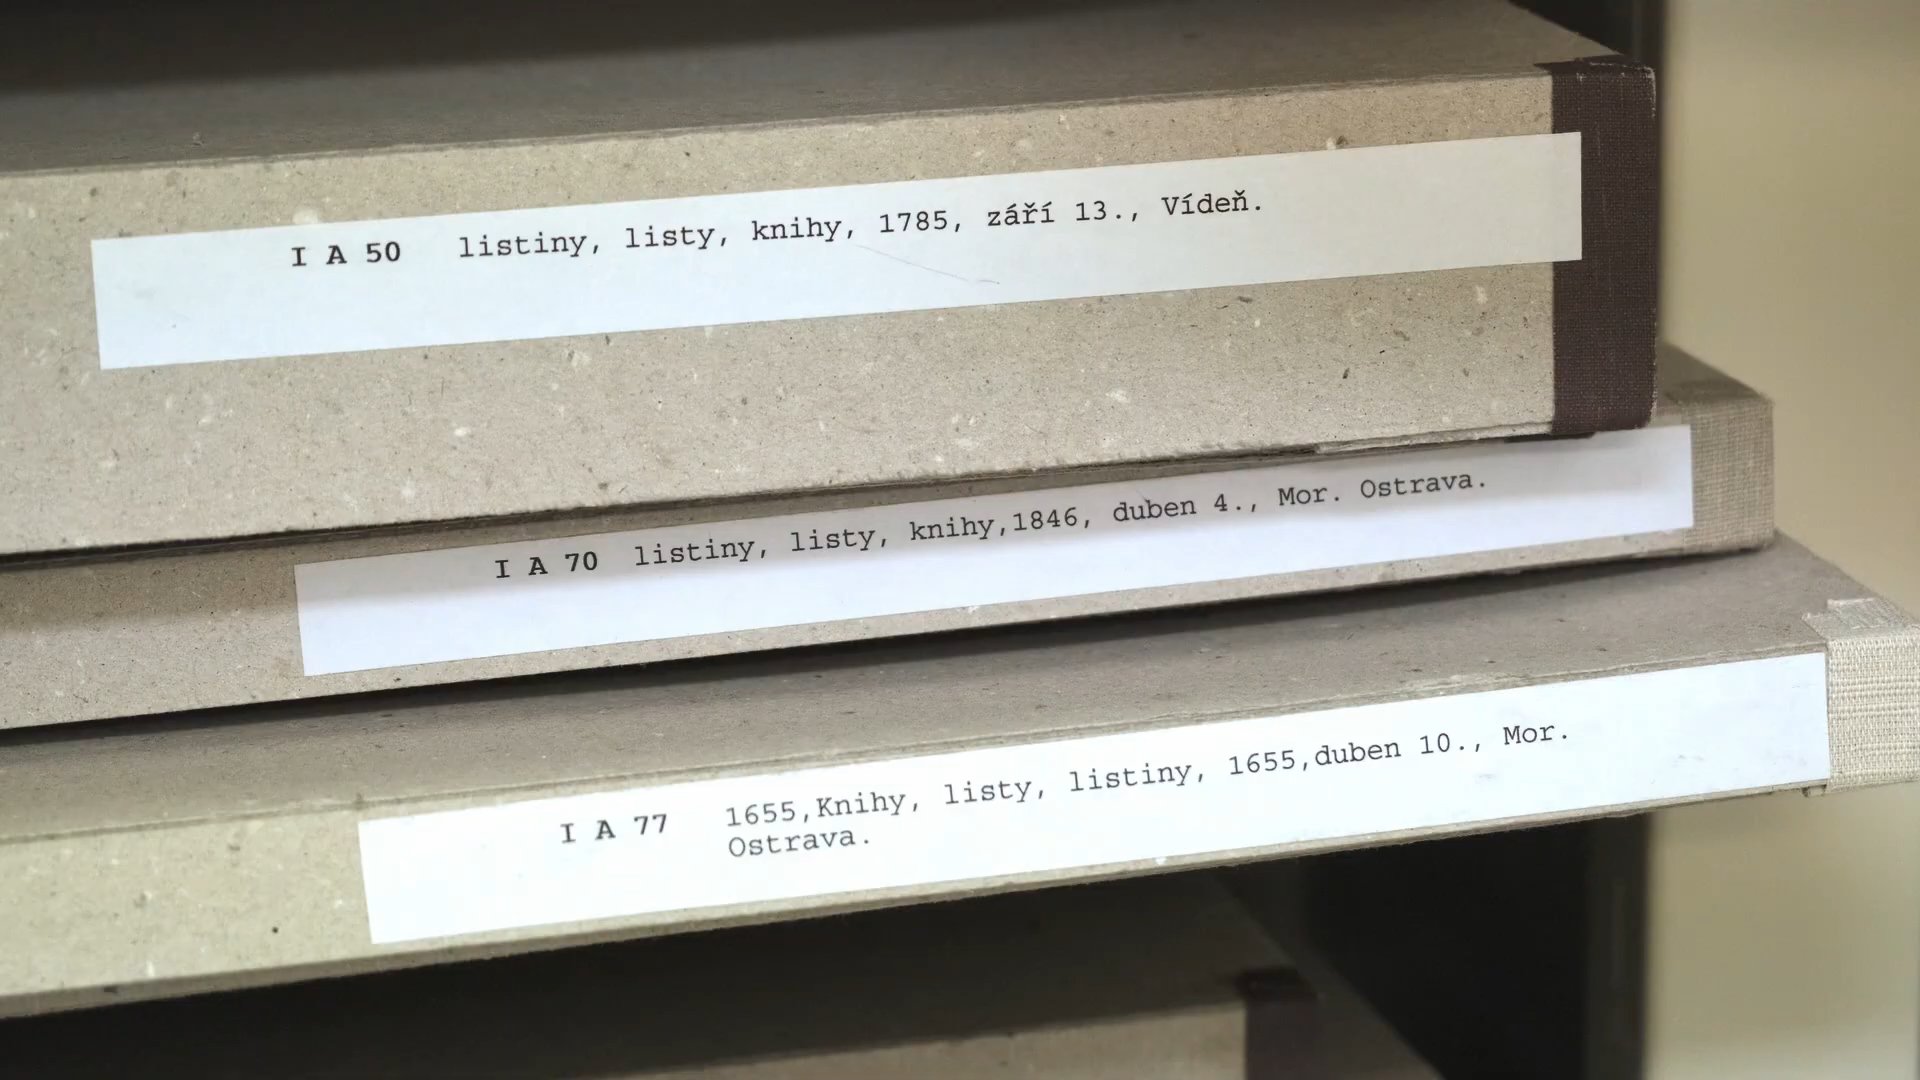 I A 50 listiny, listy, knihy, 1785, září 13., Vídeň.
I A 70 listiny, listy, knihy,1846, duben 4., Mor. Ostrava.
I A 77 1655,Knihy, listy, listiny, 1655,duben 10., Mor.
Ostrava.